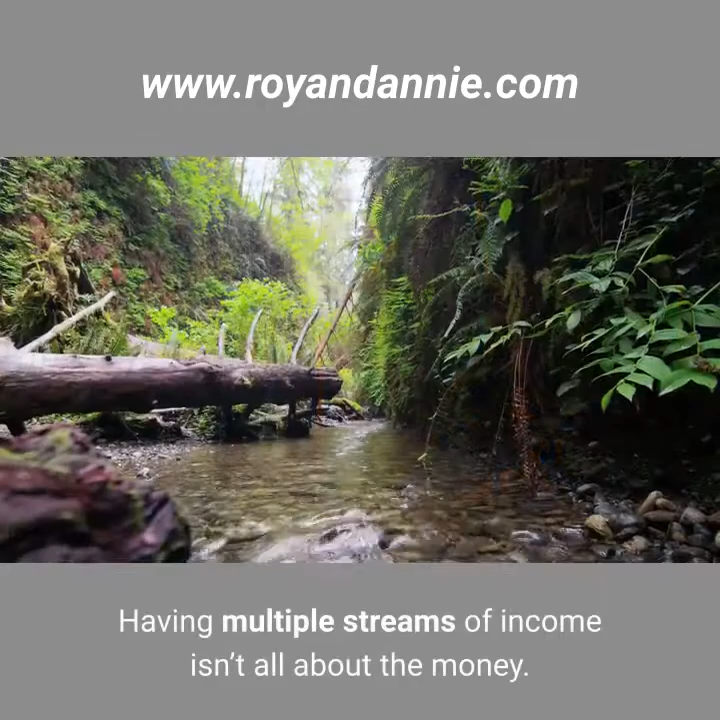 www.royandannie.com
Having multiple streams of income
isn’t all about the money.